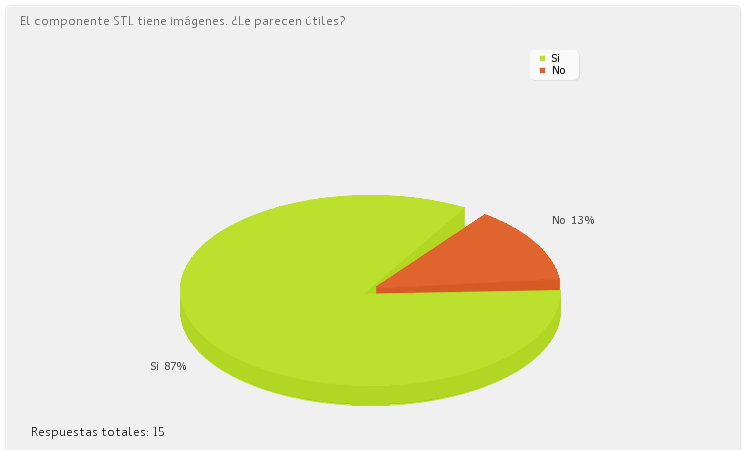 El componente STL tiene imágenes. ¿Le parecen útiles?
Si
No
No 13%
Si 87%
Respuestas totales: 15